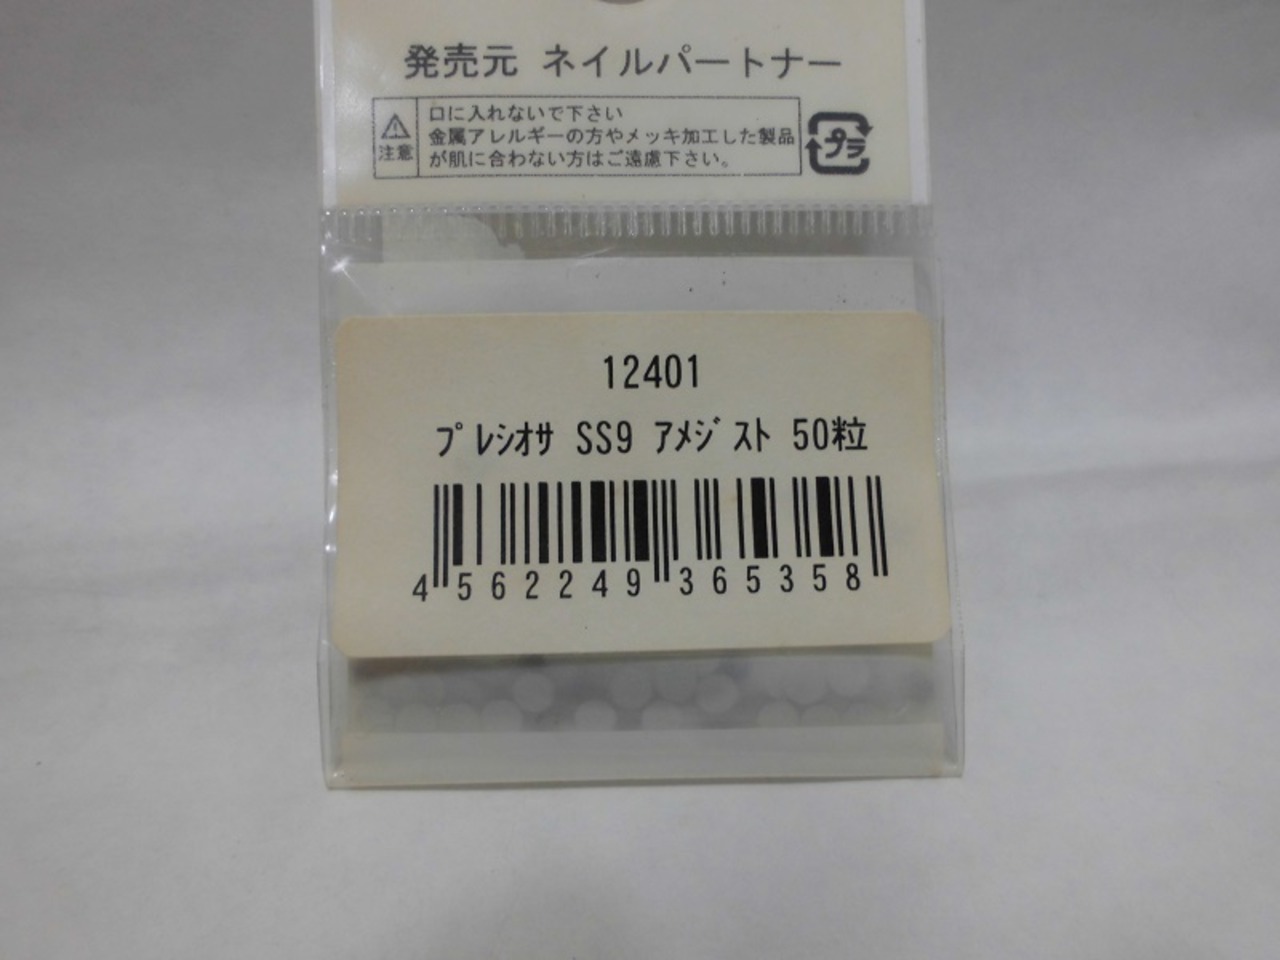 発売元 ネイルパートナー
注意
口に入れないで下さい
金属アレルギーの方やメッキ加工した製品
が肌に合わない方はご遠慮下さい。
プラ
12401
ﾌﾟﾚｼｵｻ SS9 ｱﾒｼﾞｽﾄ 50粒
4 562249 365358